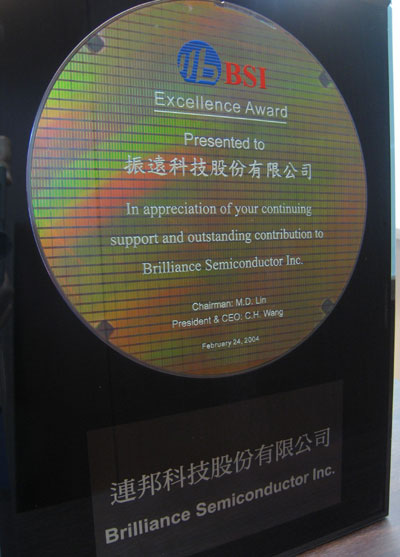 BSI
Excellence Award
Presented to
振遠科技股份有限公司
In appreciation of your continuing
support and outstanding contribution to
Brilliance Semiconductor Inc.
Chairman: M.D. Lin
President & CEO: C.H. Wang
February 24, 2004
連邦科技股份有限公司
Brilliance Semiconductor Inc.